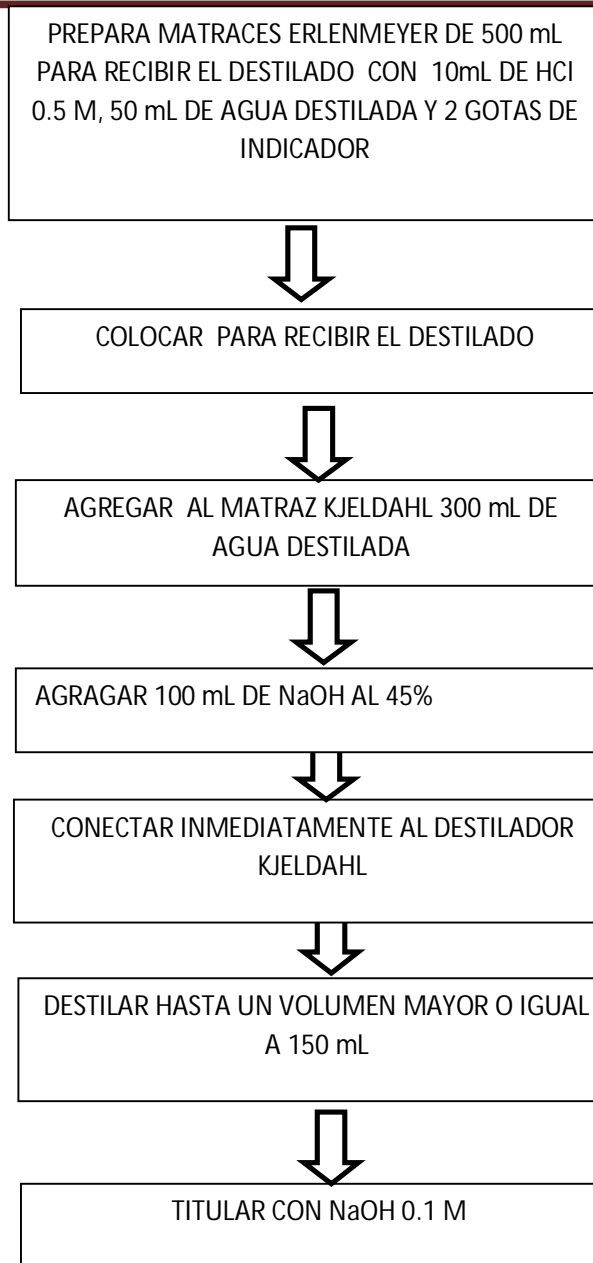 PREPARA MATRACES ERLENMEYER DE 500 mL
PARA RECIBIR EL DESTILADO CON 10mL DE HCl
0.5 M, 50 mL DE AGUA DESTILADA Y 2 GOTAS DE
INDICADOR
COLOCAR PARA RECIBIR EL DESTILADO
AGREGAR AL MATRAZ KJELDAHL 300 mL DE
AGUA DESTILADA
AGRAGAR 100 mL DE NaOH AL 45%
CONECTAR INMEDIATAMENTE AL DESTILADOR
KJELDAHL
DESTILAR HASTA UN VOLUMEN MAYOR O IGUAL
A 150 mL
TITULAR CON NaOH 0.1 M